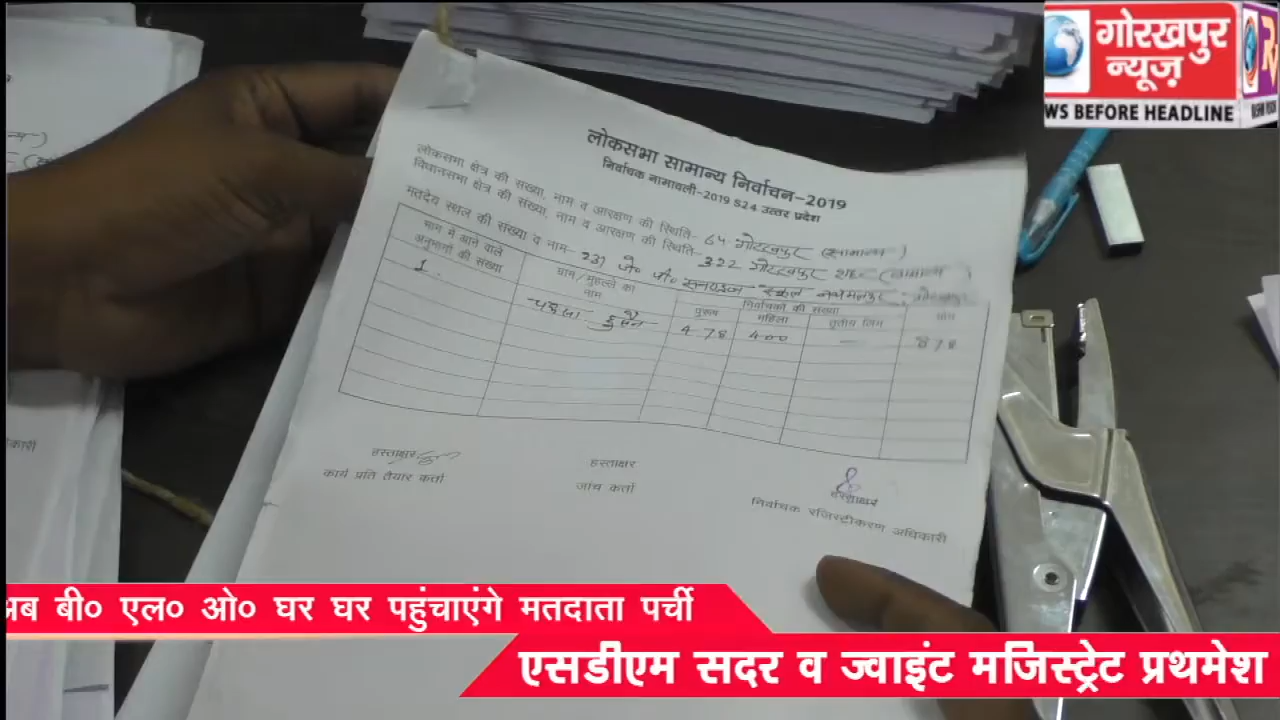 गोरखपुर
न्यूज़
WS BEFORE HEADLINE
लोकसभा सामान्य निर्वाचन-2019
निर्वाचक नामावली-2019 S24 उत्तर प्रदेश
लोकसभा क्षेत्र की संख्या, नाम व आरक्षण की स्थिति- 64 गोरखपुर (सामान्य)
विधानसभा क्षेत्र की संख्या, नाम व आरक्षण की स्थिति- 322 गोरखपुर शहर (सामान्य
मतदेय स्थल की संख्या व नाम- 231 जे० पी० स्कूल
भाग में आने वाले अनुभागों की संख्या
ग्राम/मुहल्ले का नाम
निर्वाचकों की संख्या
पुरुष महिला तृतीय लिंग योग
1. हुसैन 478 400 — 878
हस्ताक्षर हस्ताक्षर हस्ताक्षर
कार्य प्रति तैयार कर्ता जांच कर्ता निर्वाचक रजिस्ट्रीकरण अधिकारी
अब बी० एल० ओ० घर घर पहुंचाएंगे मतदाता पर्ची
एसडीएम सदर व ज्वाइंट मजिस्ट्रेट प्रथमेश